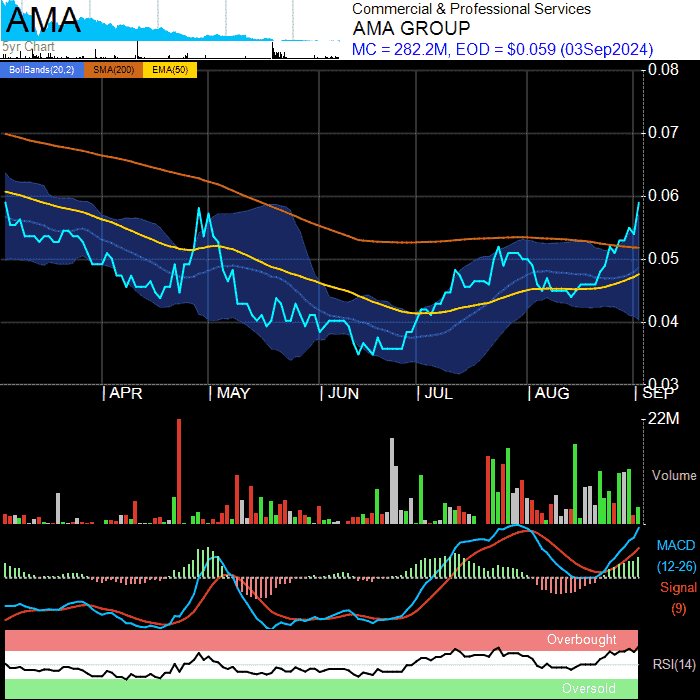 AMA
5yr Chart
Commercial & Professional Services
AMA GROUP
MC = 282.2M, EOD = $0.059 (03Sep2024)
BollBands(20,2) SMA(200) EMA(50)
0.08
0.07
0.06
0.05
0.04
0.03
APR MAY JUN JUL AUG SEP
22M
Volume
MACD
(12-26)
Signal
(9)
Overbought
RSI(14)
Oversold